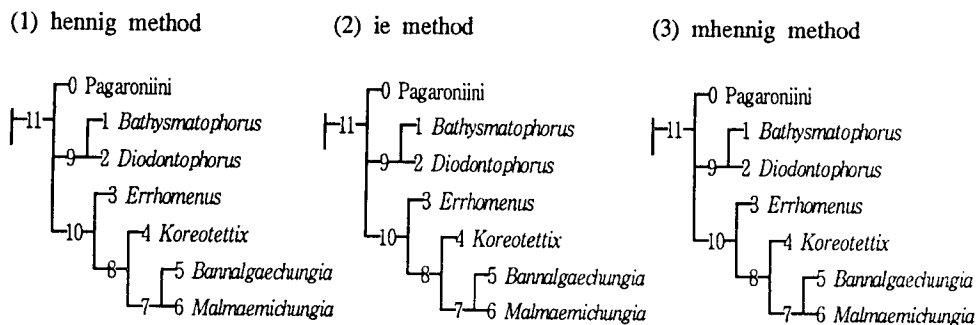 (1) hennig method
0 Pagaroniini
11
1 Bathysmatophorus
9
2 Diodontophorus
3 Errhomenus
10
4 Koreotettix
8
5 Bannalgaechungia
7
6 Malmaemichungia
(2) ie method
0 Pagaroniini
11
1 Bathysmatophorus
9
2 Diodontophorus
3 Errhomenus
10
4 Koreotettix
8
5 Bannalgaechungia
7
6 Malmaemichungia
(3) mhennig method
0 Pagaroniini
11
1 Bathysmatophorus
9
2 Diodontophorus
3 Errhomenus
10
4 Koreotettix
8
5 Bannalgaechungia
7
6 Malmaemichungia